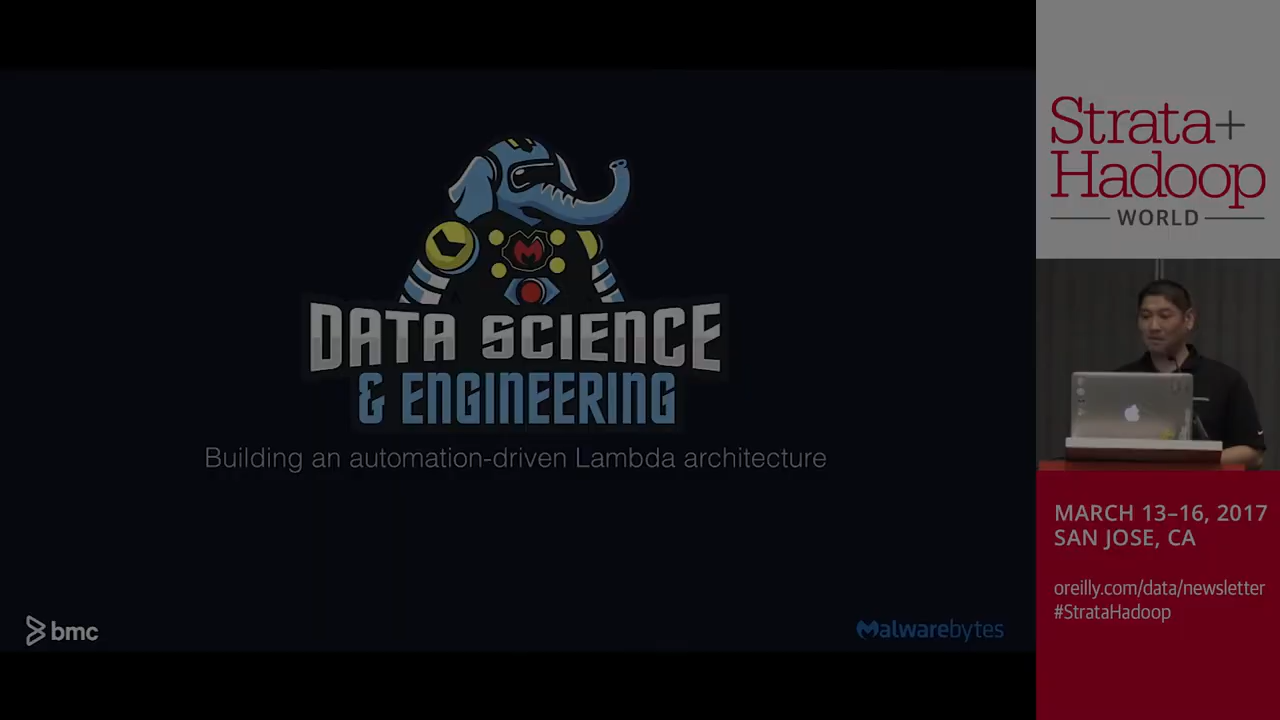 DATA SCIENCE
& ENGINEERING
Building an automation-driven Lambda architecture
bmc
Malwarebytes
Strata+
Hadoop
WORLD
MARCH 13–16, 2017
SAN JOSE, CA
oreilly.com/data/newsletter
#StrataHadoop